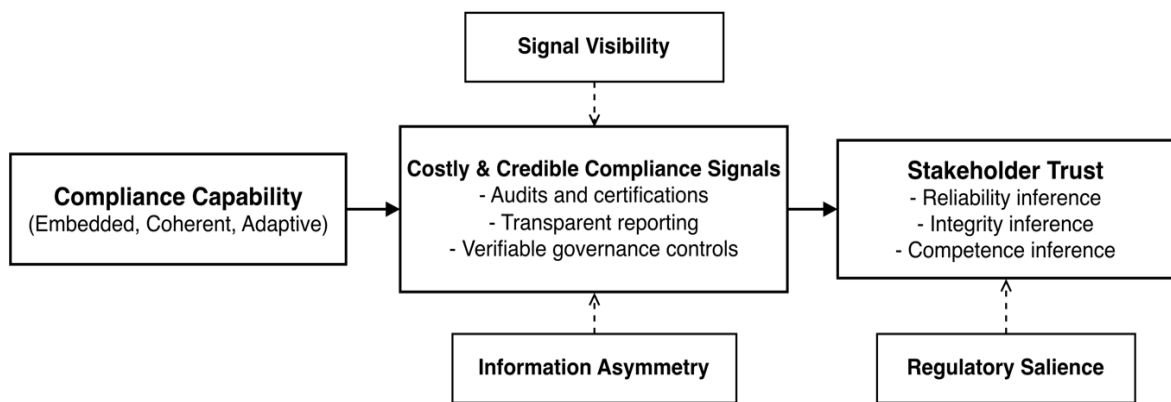 Signal Visibility
Compliance Capability
(Embedded, Coherent, Adaptive)
Costly & Credible Compliance Signals
- Audits and certifications
- Transparent reporting
- Verifiable governance controls
Stakeholder Trust
- Reliability inference
- Integrity inference
- Competence inference
Information Asymmetry
Regulatory Salience